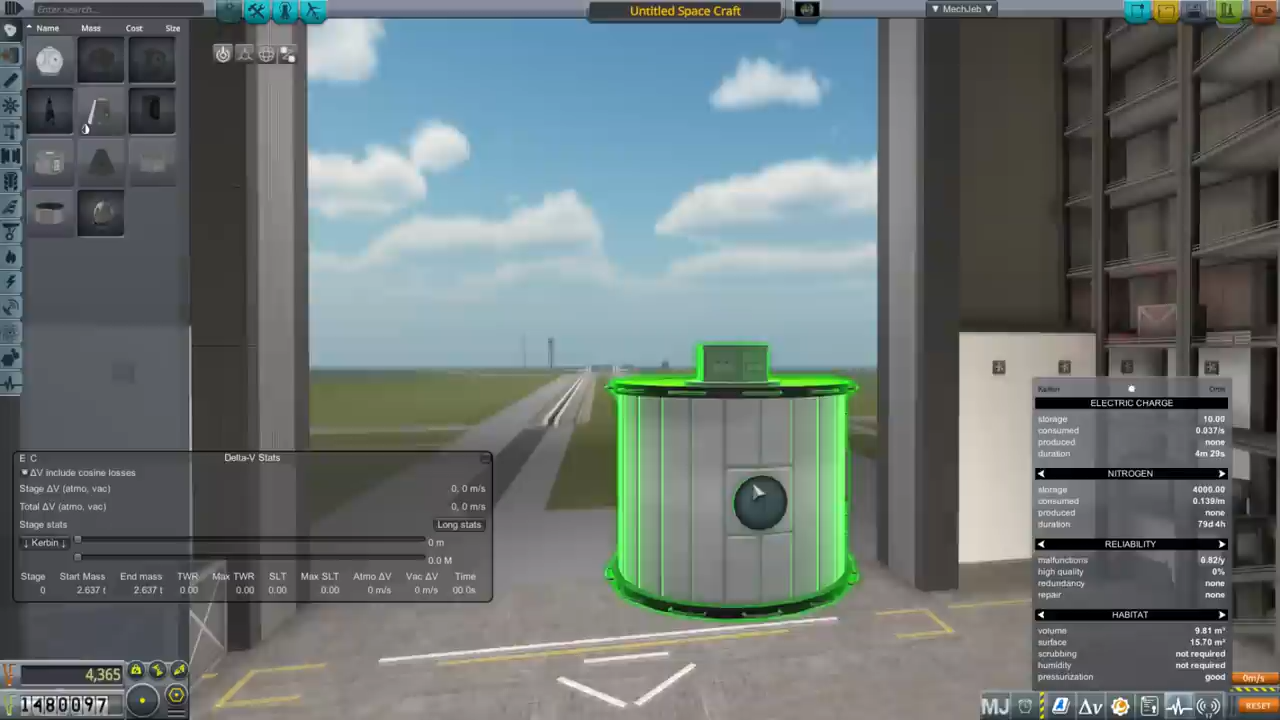 Enter search...
Untitled Space Craft
▼ MechJeb ▼
Name Mass Cost Size
Kerbin 0m
ELECTRIC CHARGE
storage 10.00
consumed 0.037/s
produced none
duration 4m 29s
NITROGEN
storage 4000.00
consumed 0.139/m
produced none
duration 79d 4h
RELIABILITY
malfunctions 0.82/y
high quality 0%
redundancy none
repair none
HABITAT
volume 9.81 m³
surface 15.70 m²
scrubbing not required
humidity not required
pressurization good
E C Delta-V Stats
ΔV include cosine losses
Stage ΔV (atmo, vac) 0, 0 m/s
Total ΔV (atmo, vac) 0, 0 m/s
Stage stats Long stats
↓ Kerbin ↓ 0 m
0.0 M
Stage Start Mass End mass TWR Max TWR SLT Max SLT Atmo ΔV Vac ΔV Time
0 2.637 t 2.637 t 0.00 0.00 0.00 0.00 0 m/s 0 m/s 00 0s
4,365
1480097
0m/s
MJ Δv RESET